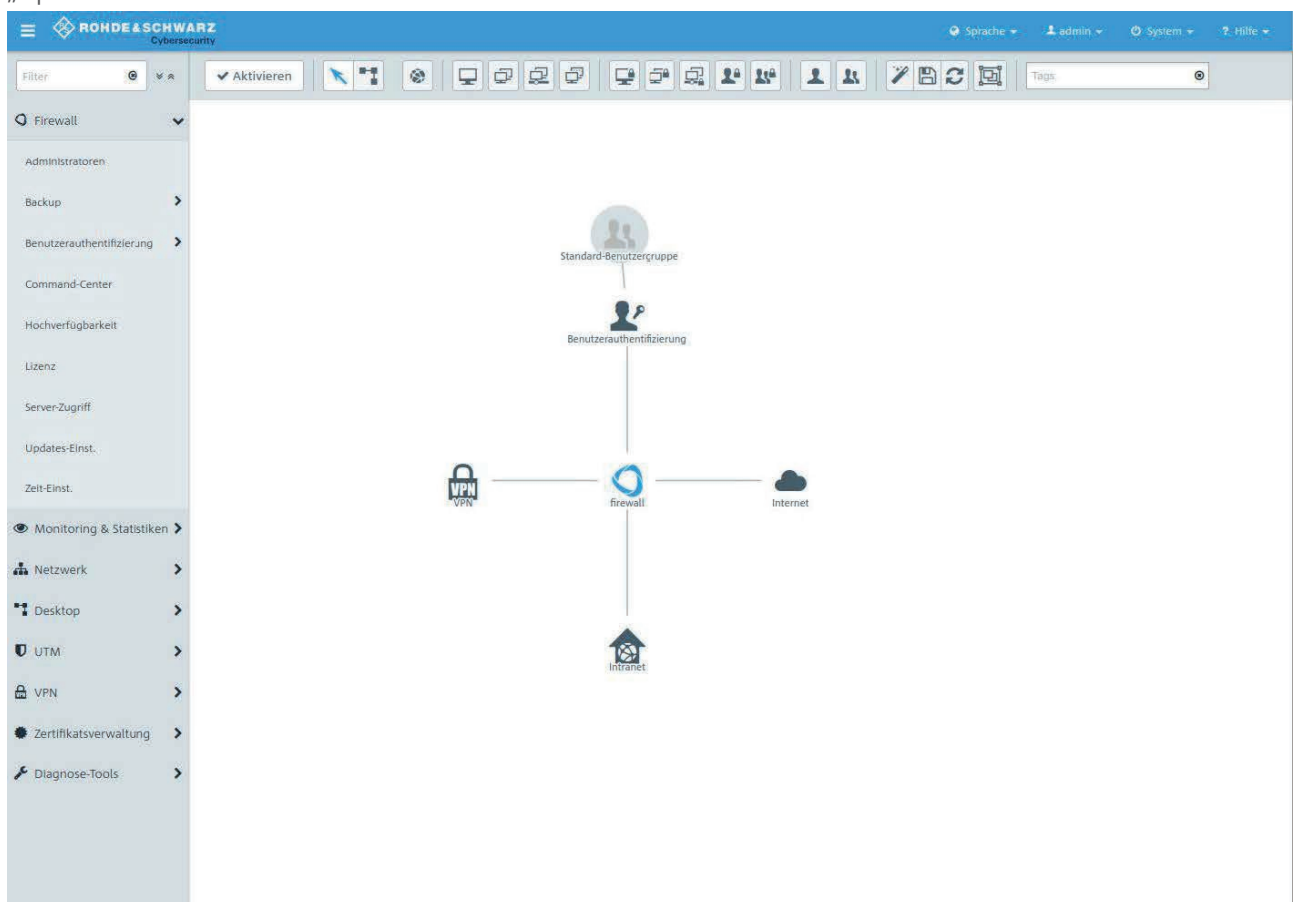 ROHDE&SCHWARZ
Cybersecurity
Sprache
admin
System
? Hilfe
Filter
Aktivieren
Tags
Firewall
Administratoren
Backup
Benutzerauthentifizierung
Command-Center
Hochverfügbarkeit
Lizenz
Server-Zugriff
Updates-Einst.
Zeit-Einst.
Monitoring & Statistiken
Netzwerk
Desktop
UTM
VPN
Zertifikatsverwaltung
Diagnose-Tools
Standard-Benutzergruppe
Benutzerauthentifizierung
VPN
VPN
firewall
Internet
Intranet